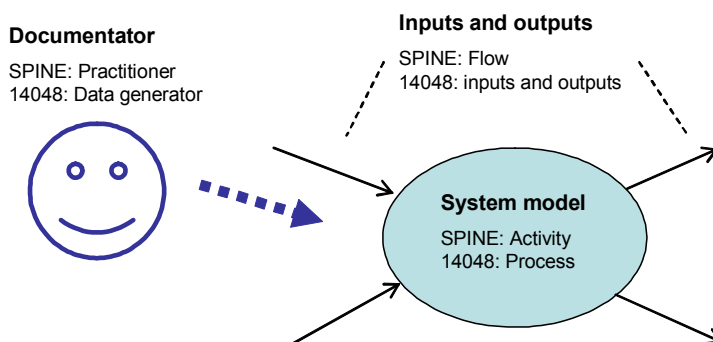 Documentator
SPINE: Practitioner
14048: Data generator
Inputs and outputs
SPINE: Flow
14048: inputs and outputs
System model
SPINE: Activity
14048: Process